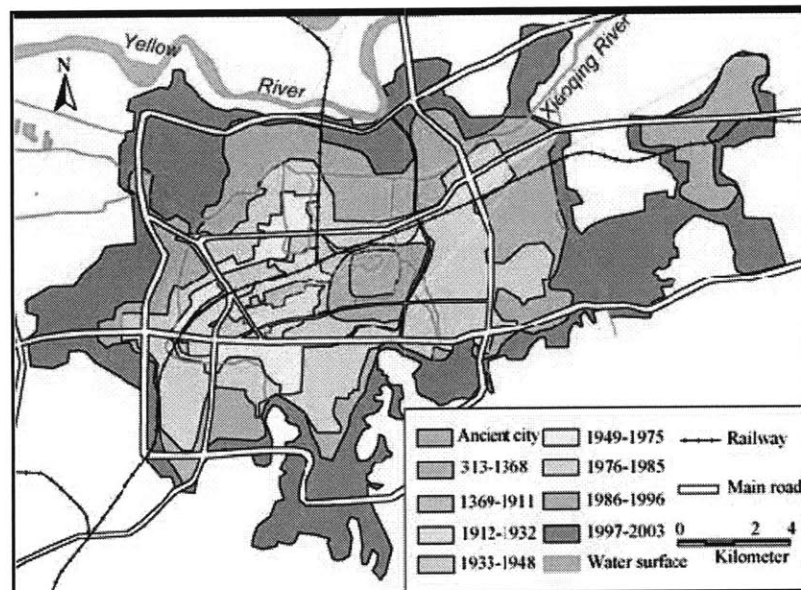 Yellow
River
Xiaoqing River
N
Ancient city
313-1368
1369-1911
1912-1932
1933-1948
1949-1975
1976-1985
1986-1996
1997-2003
Water surface
Railway
Main road
0 2 4
Kilometer